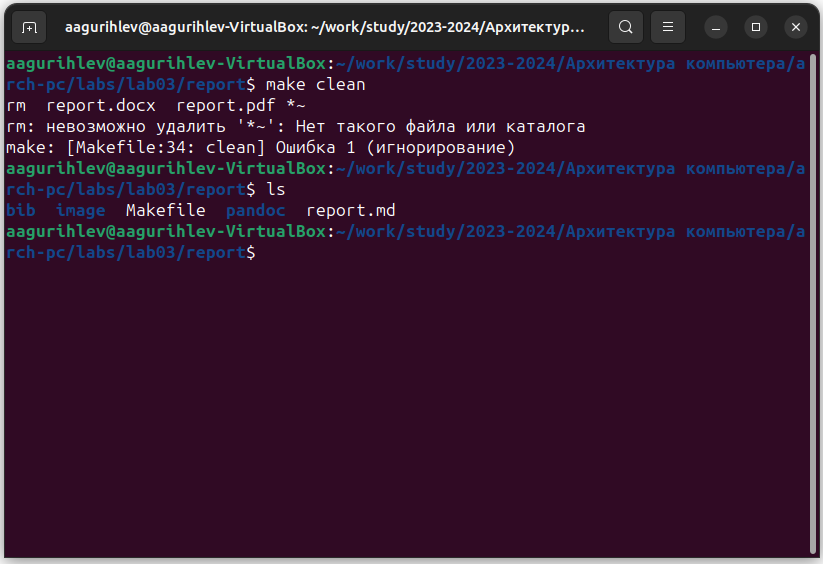 aagurihlev@aagurihlev-VirtualBox: ~/work/study/2023-2024/Архитектур...
aagurihlev@aagurihlev-VirtualBox:~/work/study/2023-2024/Архитектура компьютера/a
rch-pc/labs/lab03/report$ make clean
rm  report.docx  report.pdf *~
rm: невозможно удалить '*~': Нет такого файла или каталога
make: [Makefile:34: clean] Ошибка 1 (игнорирование)
aagurihlev@aagurihlev-VirtualBox:~/work/study/2023-2024/Архитектура компьютера/a
rch-pc/labs/lab03/report$ ls
bib  image  Makefile  pandoc  report.md
aagurihlev@aagurihlev-VirtualBox:~/work/study/2023-2024/Архитектура компьютера/a
rch-pc/labs/lab03/report$